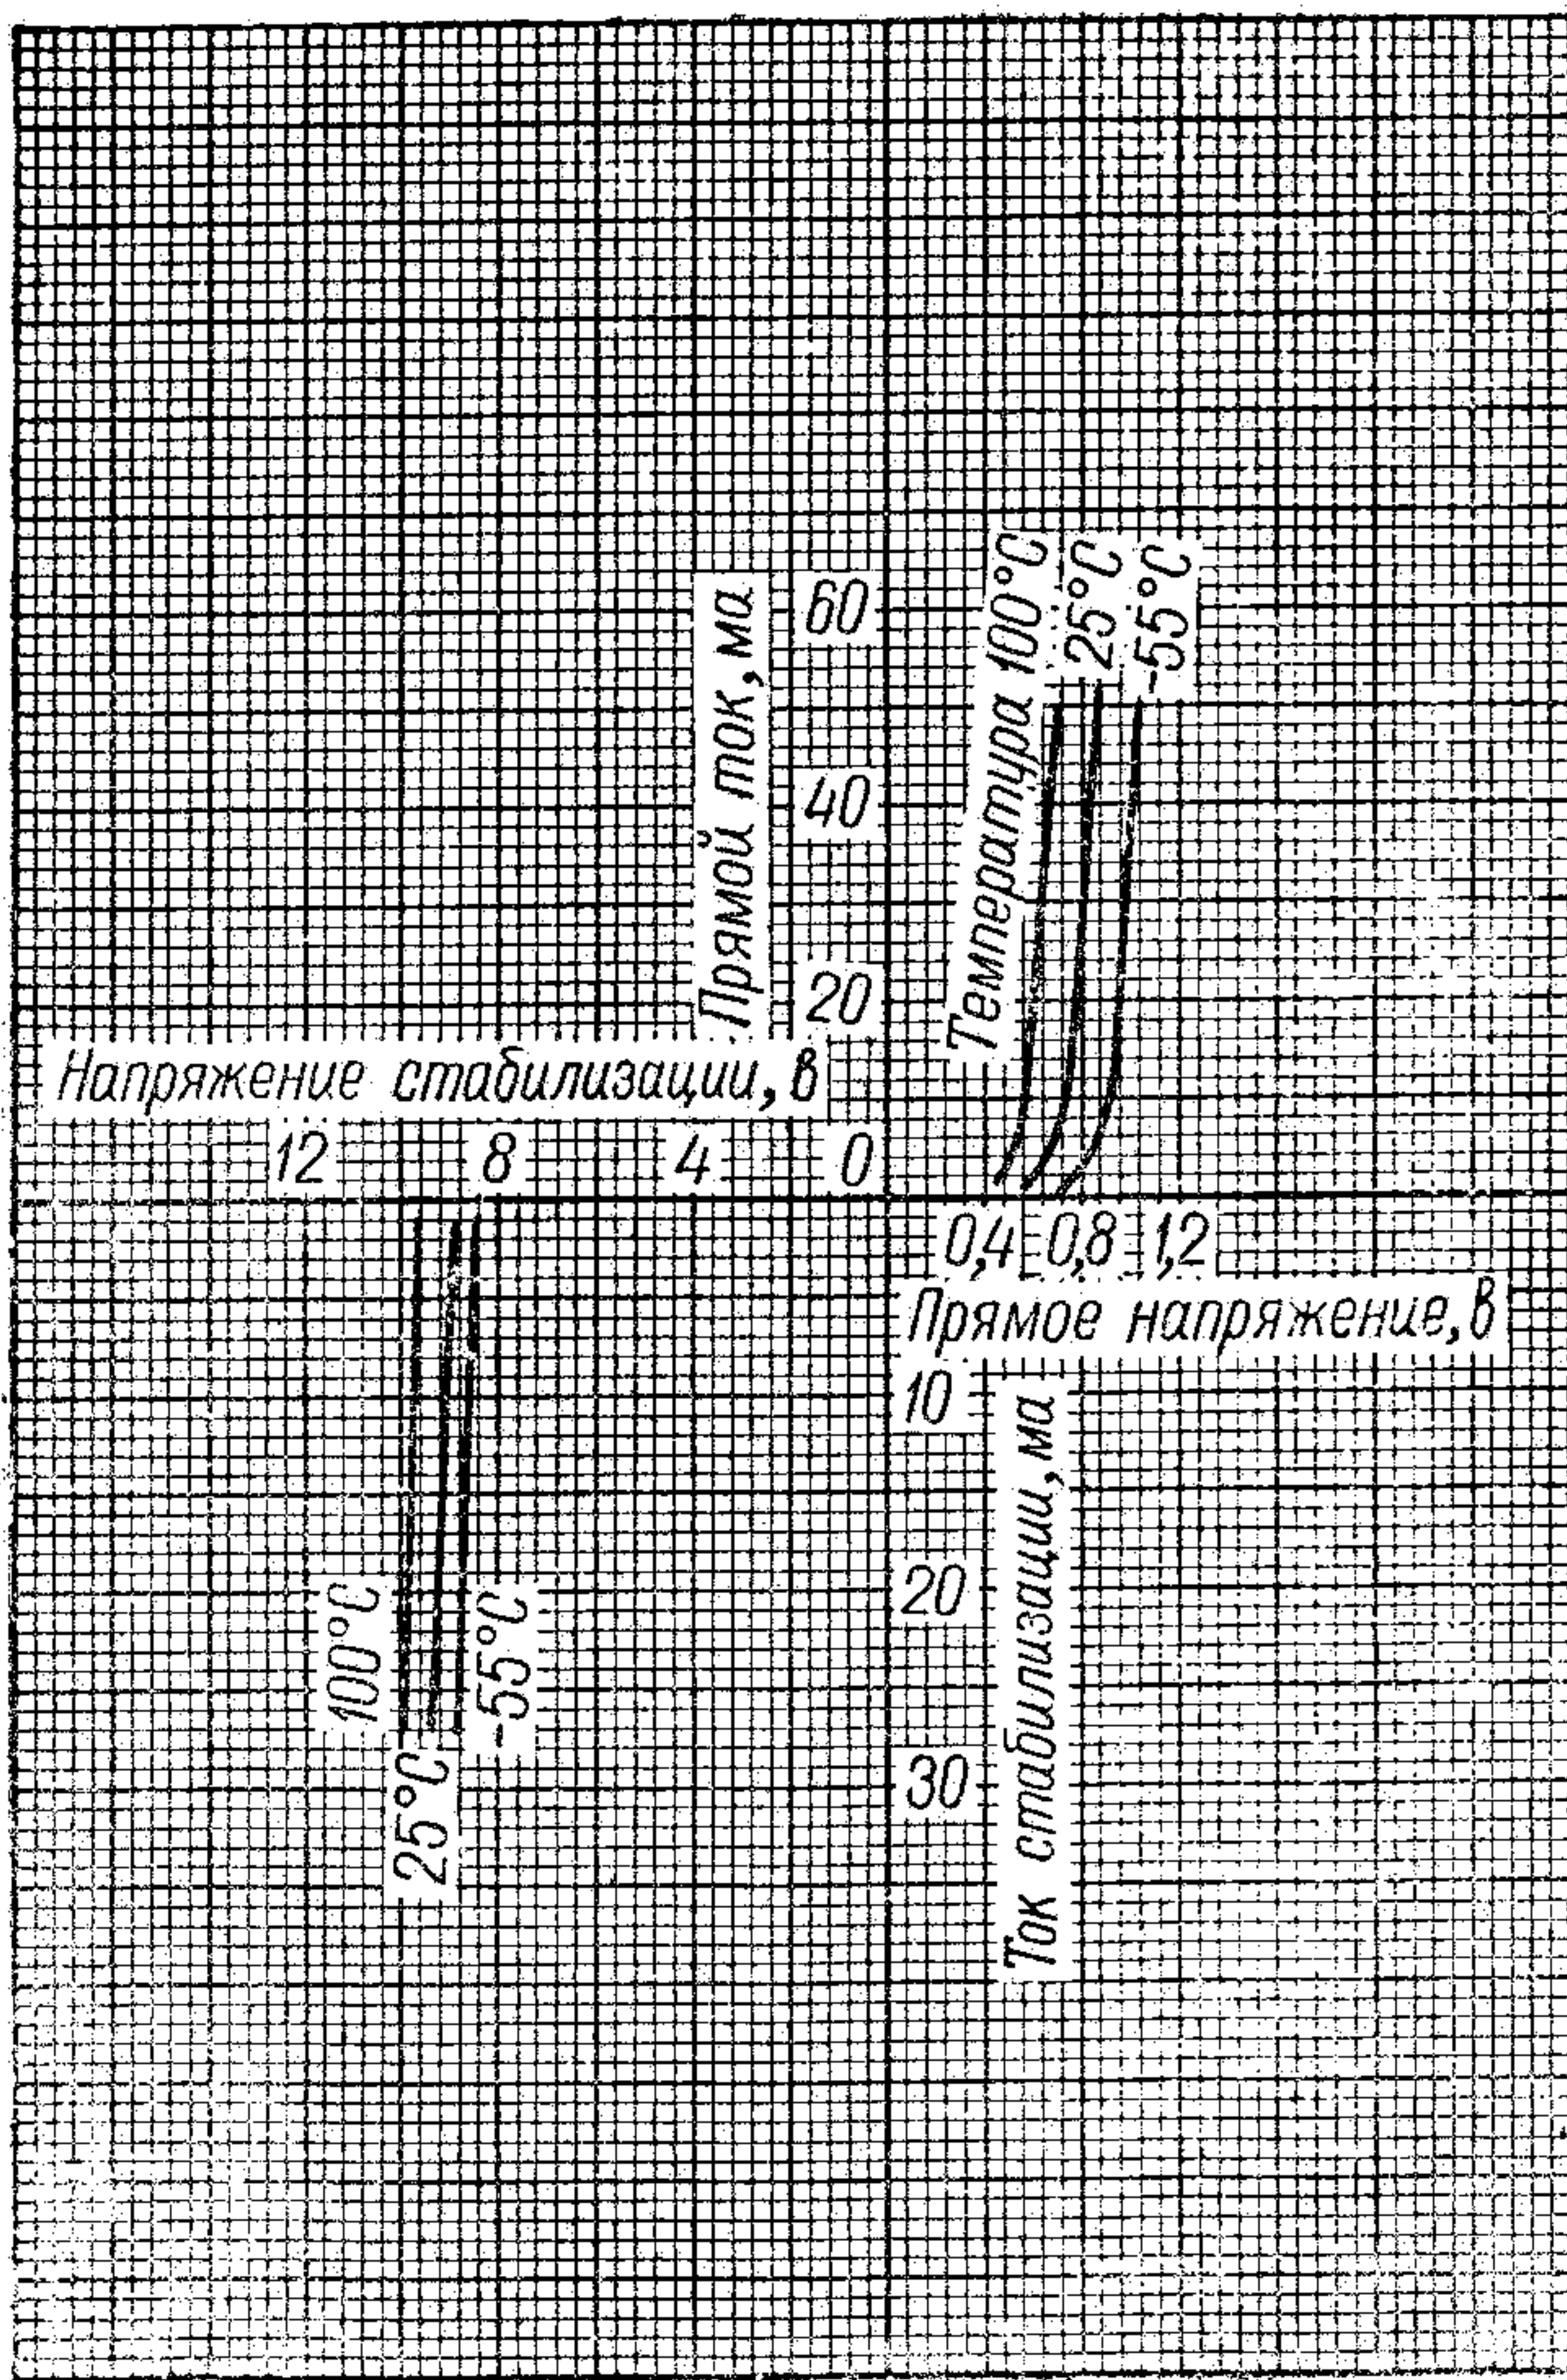 Температура 100°C
25°C
-55°C
Прямой ток, ма
60
40
20
Напряжение стабилизации, в
12 8 4 0
0,4 0,8 1,2
Прямое напряжение, в
10
20
30
Ток стабилизации, ма
100°C
25°C
-55°C